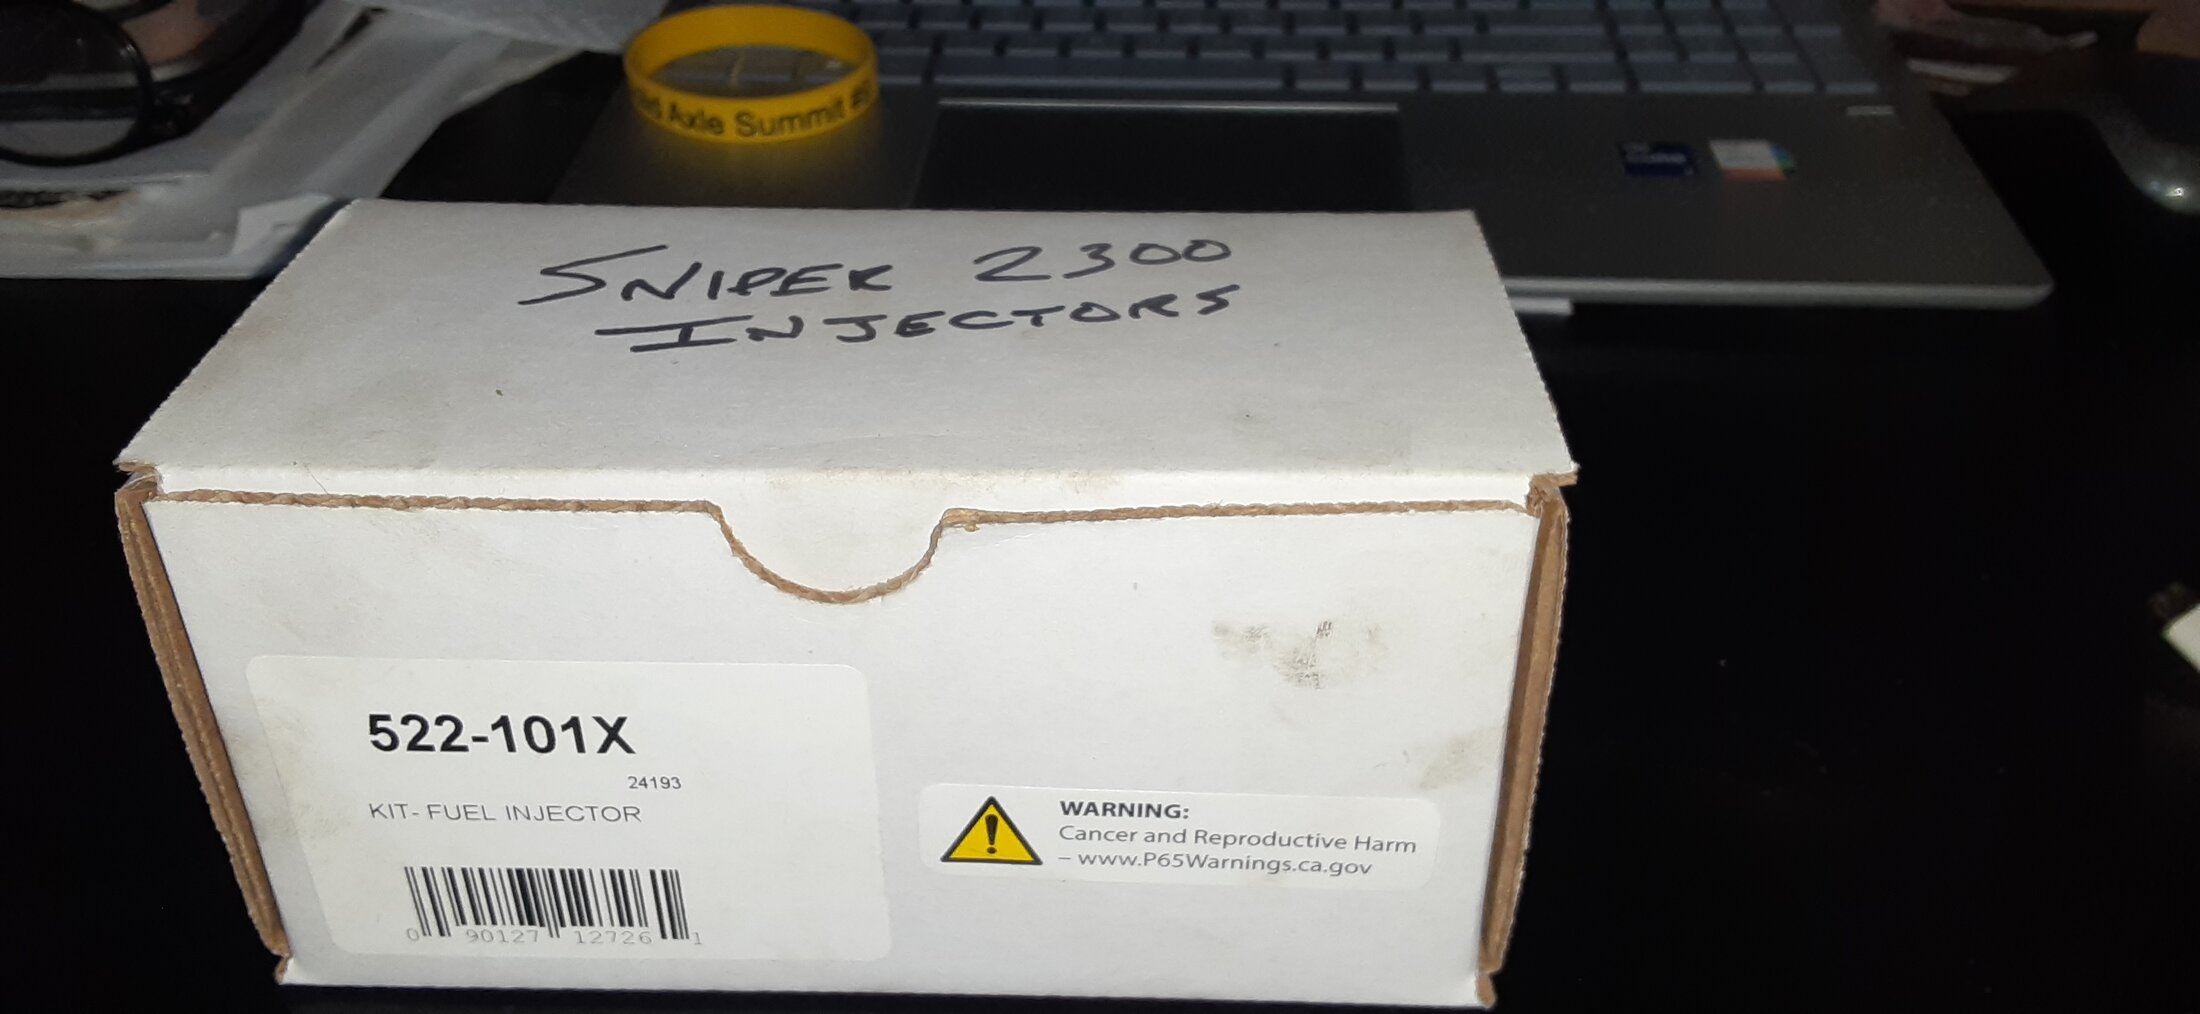 Axle Summit
SNIPER 2300
INJECTORS
522-101X
24193
KIT- FUEL INJECTOR
0 90127 12726 1
WARNING:
Cancer and Reproductive Harm
– www.P65Warnings.ca.gov